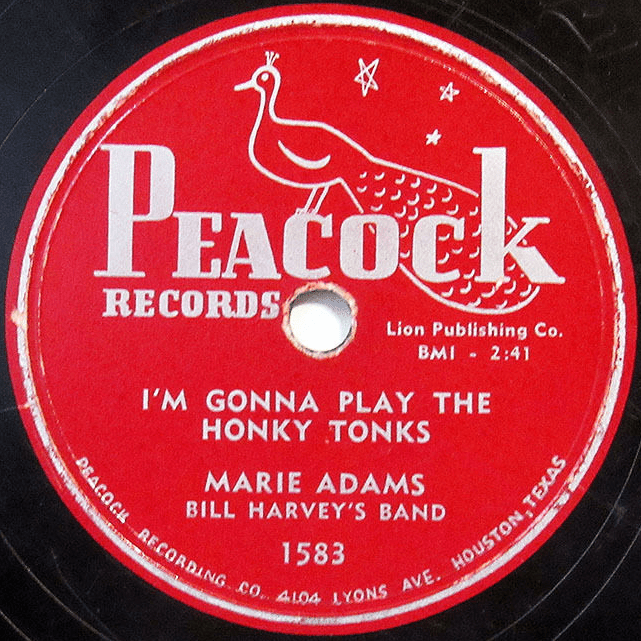 PEACOCK
RECORDS
Lion Publishing Co.
BMI - 2:41
I'M GONNA PLAY THE
HONKY TONKS
MARIE ADAMS
BILL HARVEY'S BAND
1583
PEACOCK RECORDING CO. 4104 LYONS AVE. HOUSTON, TEXAS